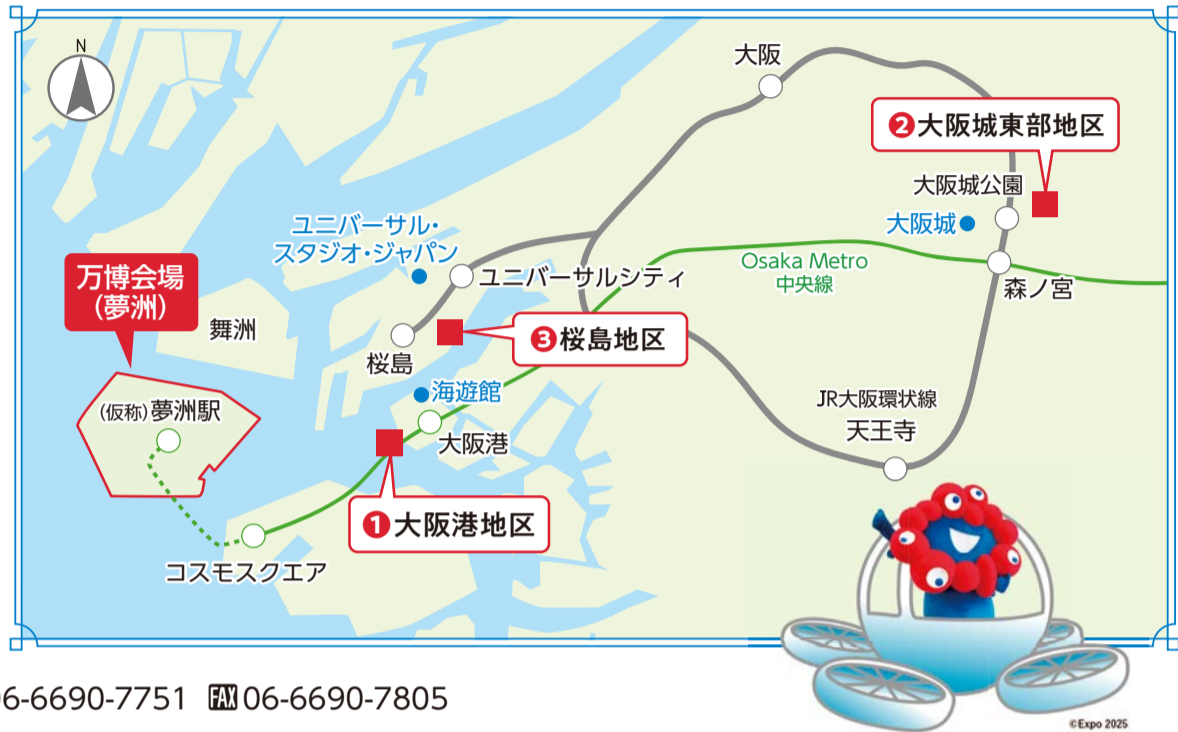 N
大阪
❷大阪城東部地区
大阪城公園
大阪城
ユニバーサル・
スタジオ・ジャパン
ユニバーサルシティ
Osaka Metro
中央線
森ノ宮
万博会場
(夢洲)
舞洲
❸桜島地区
桜島
海遊館
(仮称)夢洲駅
大阪港
JR大阪環状線
天王寺
❶大阪港地区
コスモスクエア
06-6690-7751 FAX 06-6690-7805
©Expo 2025